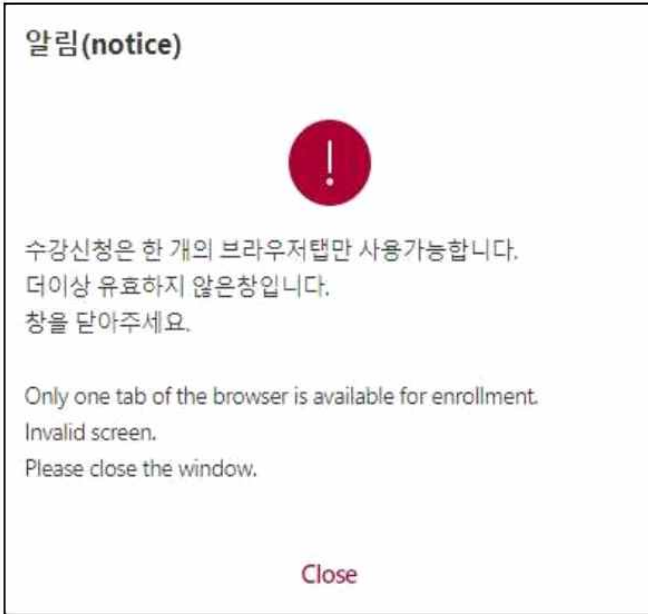 알림(notice)
!
수강신청은 한 개의 브라우저탭만 사용가능합니다.
더이상 유효하지 않은창입니다.
창을 닫아주세요.
Only one tab of the browser is available for enrollment.
Invalid screen.
Please close the window.
Close